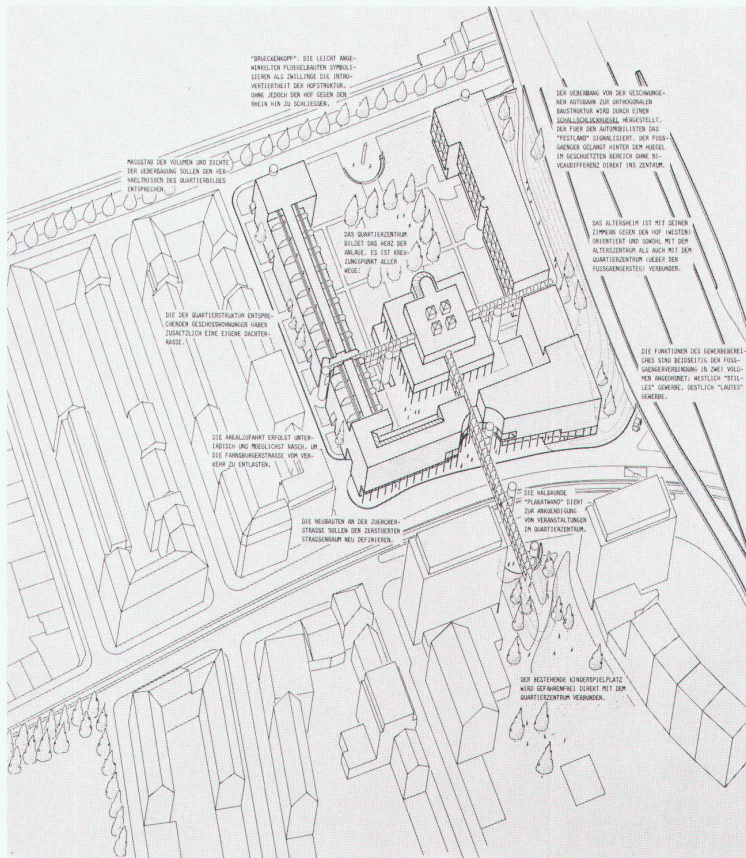 "BRUECKENKOPF": DIE LEICHT ANGE-
WINKELTEN FLUEGELBAUTEN SYMBOLI-
SIEREN ALS ZWILLINGE DIE INTRO-
VERTIERTHEIT DER HOFSTRUKTUR,
OHNE JEDOCH DEN HOF GEGEN DEN
RHEIN HIN ZU SCHLIESSEN.
DER UEBERGANG VON DER GESCHWUNGE-
NEN AUTOBAHN ZUR ORTHOGONALEN
BAUSTRUKTUR WIRD DURCH EINEN
SCHALLSCHLUCKHUEGEL HERGESTELLT,
DER FUER DEN AUTOMOBILISTEN DAS
"FESTLAND" SIGNALISIERT. DER FUSS-
GAENGER GELANGT HINTER DEM HUEGEL
IM GESCHUETZTEN BEREICH OHNE NI-
VEAUDIFFERENZ DIREKT INS ZENTRUM.
MASSSTAB DER VOLUMEN UND DICHTE
DER UEBERBAUUNG SOLLEN DEN VER-
HAELTNISSEN DES QUARTIERBILDES
ENTSPRECHEN.
DAS QUARTIERZENTRUM
BILDET DAS HERZ DER
ANLAGE. ES IST KREU-
ZUNGSPUNKT ALLER
WEGE.
DAS ALTERSHEIM IST MIT SEINEN
ZIMMERN GEGEN DEN HOF (WESTEN)
ORIENTIERT UND SOWOHL MIT DEM
ALTERSZENTRUM ALS AUCH MIT DEM
QUARTIERZENTRUM (UEBER DEN
FUSSGAENGERSTEG) VERBUNDEN.
DIE DER QUARTIERSTRUKTUR ENTSPRE-
CHENDEN GESCHOSSWOHNUNGEN HABEN
ZUSAETZLICH EINE EIGENE DACHTER-
RASSE.
DIE FUNKTIONEN DES GEWERBEBEREI-
CHES SIND BEIDSEITIG DER FUSS-
GAENGERVERBINDUNG IN ZWEI VOLU-
MEN ANGEORDNET: WESTLICH "STIL-
LES" GEWERBE, OESTLICH "LAUTES"
GEWERBE.
DIE AREALZUFAHRT ERFOLGT UNTER-
IRDISCH UND MOEGLICHST RASCH, UM
DIE FARNSBURGERSTRASSE VOM VER-
KEHR ZU ENTLASTEN.
DIE HALBRUNDE
"PLAKATWAND" DIENT
ZUR ANKUENDIGUNG
VON VERANSTALTUNGEN
IM QUARTIERZENTRUM.
DIE NEUBAUTEN AN DER ZUERCHER-
STRASSE SOLLEN DEN ZERSTOERTEN
STRASSENRAUM NEU DEFINIEREN.
DER BESTEHENDE KINDERSPIELPLATZ
WIRD GEFAHRENFREI DIREKT MIT DEM
QUARTIERZENTRUM VERBUNDEN.